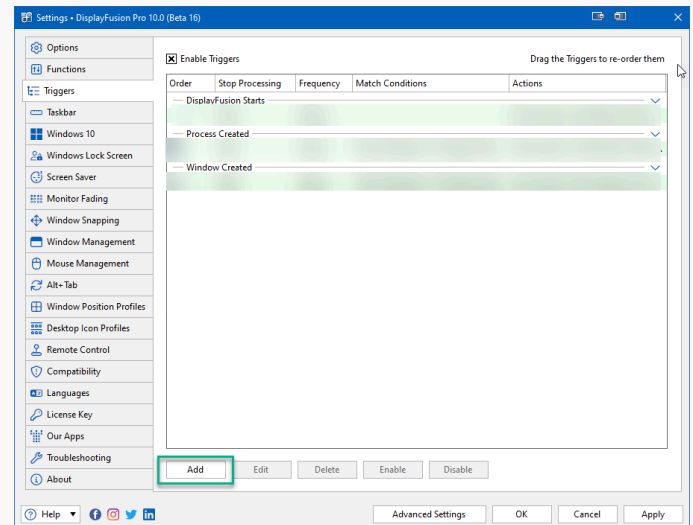 Settings • DisplayFusion Pro 10.0 (Beta 16)
Options
Functions
Triggers
Taskbar
Windows 10
Windows Lock Screen
Screen Saver
Monitor Fading
Window Snapping
Window Management
Mouse Management
Alt+Tab
Window Position Profiles
Desktop Icon Profiles
Remote Control
Compatibility
Languages
License Key
Our Apps
Troubleshooting
About
Enable Triggers Drag the Triggers to re-order them
Order Stop Processing Frequency Match Conditions Actions
DisplayFusion Starts
Process Created
Window Created
Add Edit Delete Enable Disable
Help Advanced Settings OK Cancel Apply